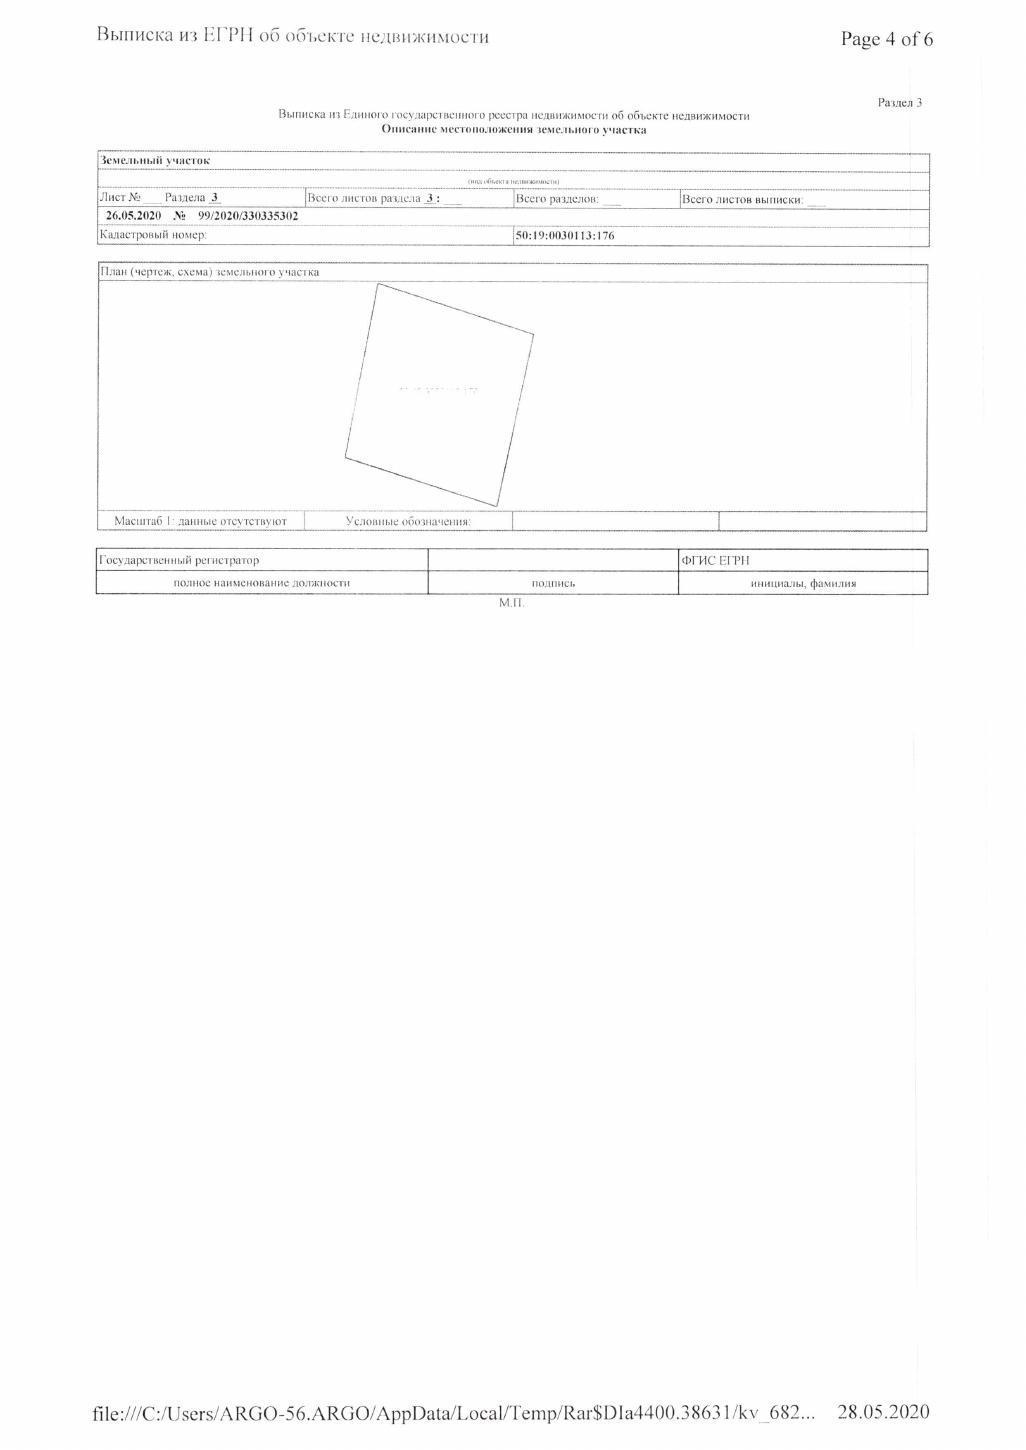 Выписка из ЕГРН об объекте недвижимости Page 4 of 6
Раздел 3
Выписка из Единого государственного реестра недвижимости об объекте недвижимости
Описание местоположения земельного участка
Земельный участок
(вид объекта недвижимости)
Лист № ___ Раздела 3 Всего листов раздела 3 : ___ Всего разделов: ___ Всего листов выписки: ___
26.05.2020 № 99/2020/330335302
Кадастровый номер: 50:19:0030113:176
План (чертеж, схема) земельного участка
Масштаб 1: данные отсутствуют Условные обозначения:
Государственный регистратор ФГИС ЕГРН
полное наименование должности подпись инициалы, фамилия
М.П.
file:///C:/Users/ARGO-56.ARGO/AppData/Local/Temp/Rar$DIa4400.38631/kv_682... 28.05.2020